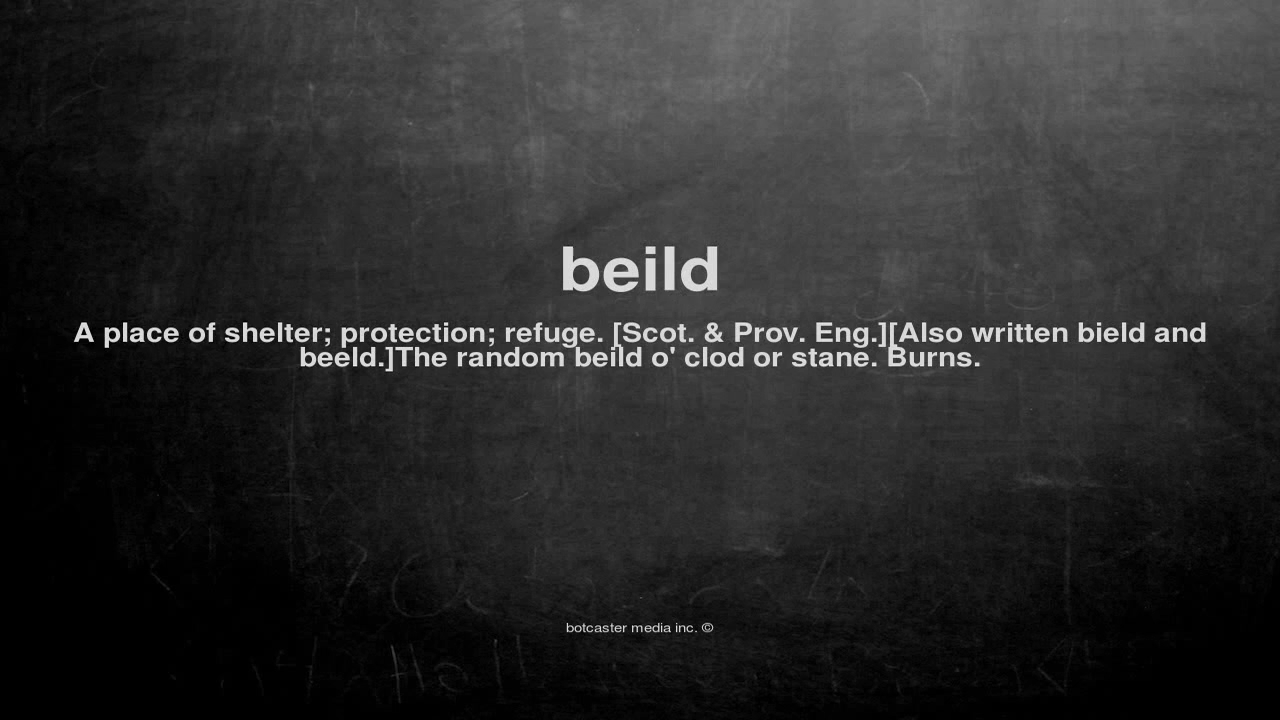 beild
A place of shelter; protection; refuge. [Scot. & Prov. Eng.][Also written bield and
beeld.]The random beild o' clod or stane. Burns.
botcaster media inc. ©